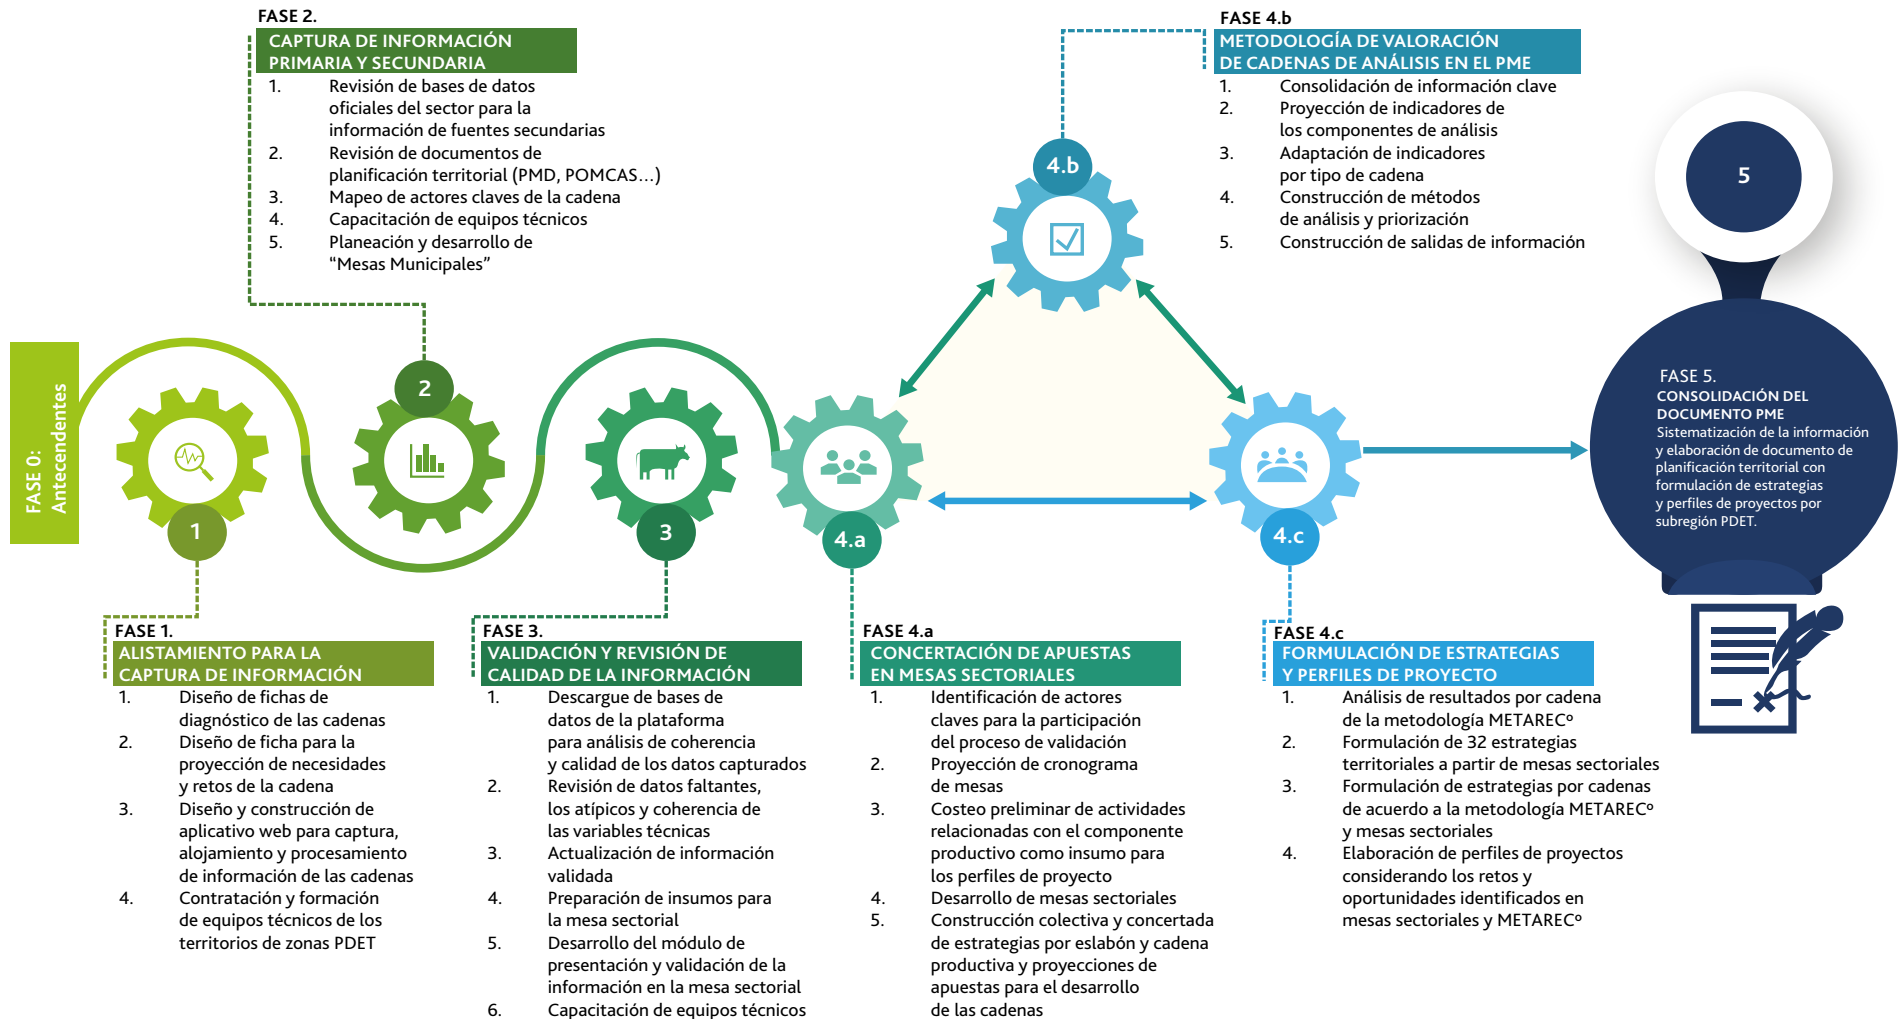 FASE 0:
Antecendentes
1
FASE 1.
ALISTAMIENTO PARA LA
CAPTURA DE INFORMACIÓN
1. Diseño de fichas de
diagnóstico de las cadenas
2. Diseño de ficha para la
proyección de necesidades
y retos de la cadena
3. Diseño y construcción de
aplicativo web para captura,
alojamiento y procesamiento
de información de las cadenas
4. Contratación y formación
de equipos técnicos de los
territorios de zonas PDET
FASE 2.
CAPTURA DE INFORMACIÓN
PRIMARIA Y SECUNDARIA
1. Revisión de bases de datos
oficiales del sector para la
información de fuentes secundarias
2. Revisión de documentos de
planificación territorial (PMD, POMCAS...)
3. Mapeo de actores claves de la cadena
4. Capacitación de equipos técnicos
5. Planeación y desarrollo de
“Mesas Municipales”
2
3
FASE 3.
VALIDACIÓN Y REVISIÓN DE
CALIDAD DE LA INFORMACIÓN
1. Descargue de bases de
datos de la plataforma
para análisis de coherencia
y calidad de los datos capturados
2. Revisión de datos faltantes,
los atípicos y coherencia de
las variables técnicas
3. Actualización de información
validada
4. Preparación de insumos para
la mesa sectorial
5. Desarrollo del módulo de
presentación y validación de la
información en la mesa sectorial
6. Capacitación de equipos técnicos
4.a
FASE 4.a
CONCERTACIÓN DE APUESTAS
EN MESAS SECTORIALES
1. Identificación de actores
claves para la participación
del proceso de validación
2. Proyección de cronograma
de mesas
3. Costeo preliminar de actividades
relacionadas con el componente
productivo como insumo para
los perfiles de proyecto
4. Desarrollo de mesas sectoriales
5. Construcción colectiva y concertada
de estrategias por eslabón y cadena
productiva y proyecciones de
apuestas para el desarrollo
de las cadenas
FASE 4.b
METODOLOGÍA DE VALORACIÓN
DE CADENAS DE ANÁLISIS EN EL PME
1. Consolidación de información clave
2. Proyección de indicadores de
los componentes de análisis
3. Adaptación de indicadores
por tipo de cadena
4. Construcción de métodos
de análisis y priorización
5. Construcción de salidas de información
4.b
4.c
FASE 4.c
FORMULACIÓN DE ESTRATEGIAS
Y PERFILES DE PROYECTO
1. Análisis de resultados por cadena
de la metodología METARECº
2. Formulación de 32 estrategias
territoriales a partir de mesas sectoriales
3. Formulación de estrategias por cadenas
de acuerdo a la metodología METARECº
y mesas sectoriales
4. Elaboración de perfiles de proyectos
considerando los retos y
oportunidades identificados en
mesas sectoriales y METARECº
5
FASE 5.
CONSOLIDACIÓN DEL
DOCUMENTO PME
Sistematización de la información
y elaboración de documento de
planificación territorial con
formulación de estrategias
y perfiles de proyectos por
subregión PDET.